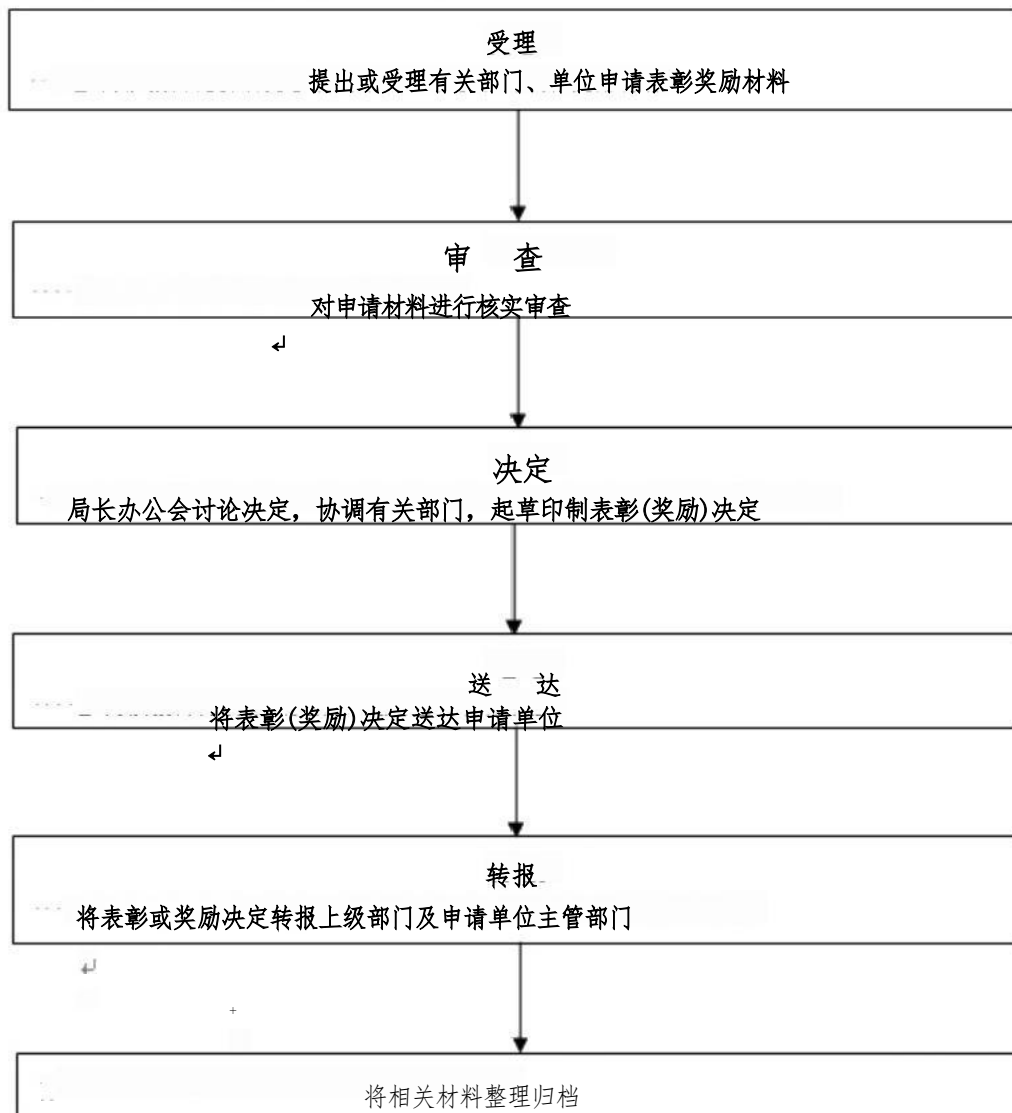 受理
提出或受理有关部门、单位申请表彰奖励材料
审 查
对申请材料进行核实审查
决定
局长办公会讨论决定，协调有关部门，起草印制表彰(奖励)决定
送 达
将表彰(奖励)决定送达申请单位
转报
将表彰或奖励决定转报上级部门及申请单位主管部门
将相关材料整理归档